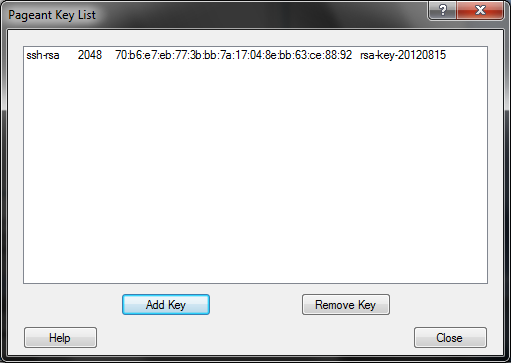 Pageant Key List
?
ssh-rsa 2048 70:b6:e7:eb:77:3b:bb:7a:17:04:8e:bb:63:ce:88:92 rsa-key-20120815
Add Key Remove Key
Help Close